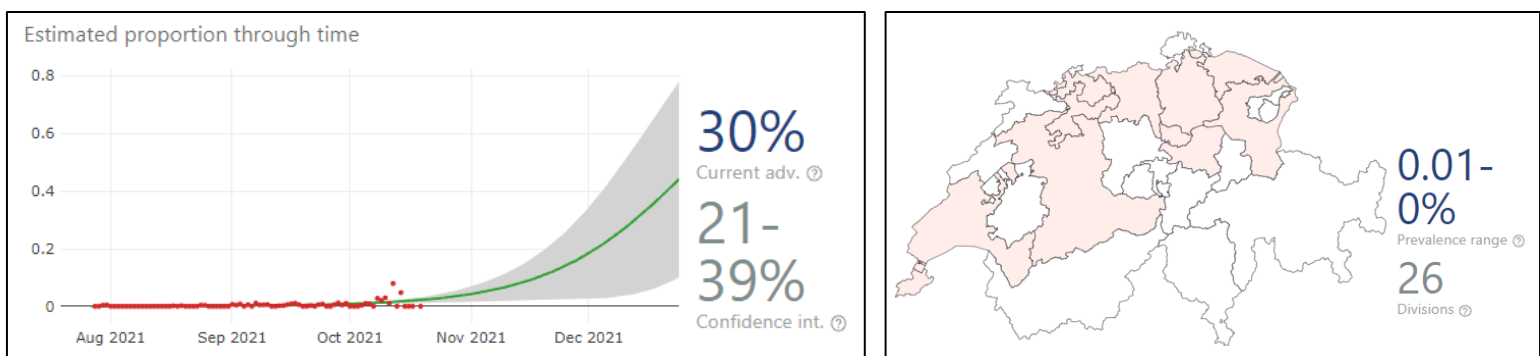 Estimated proportion through time
0.8
0.6
0.4
0.2
0
Aug 2021 Sep 2021 Oct 2021 Nov 2021 Dec 2021
30%
Current adv. ?
21-
39%
Confidence int. ?
0.01-
0%
Prevalence range ?
26
Divisions ?